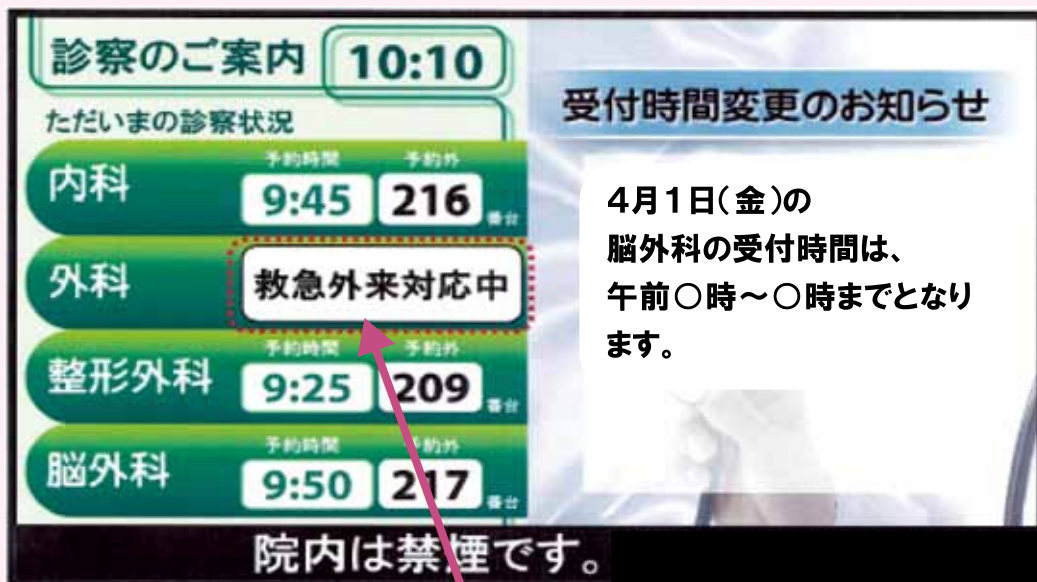 診察のご案内 10:10
ただいまの診察状況
予約時間 予約外
内科 9:45 216 番台
外科 救急外来対応中
予約時間 予約外
整形外科 9:25 209 番台
予約時間 予約外
脳外科 9:50 217 番台
受付時間変更のお知らせ
4月1日(金)の
脳外科の受付時間は、
午前〇時～〇時までとなり
ます。
院内は禁煙です。